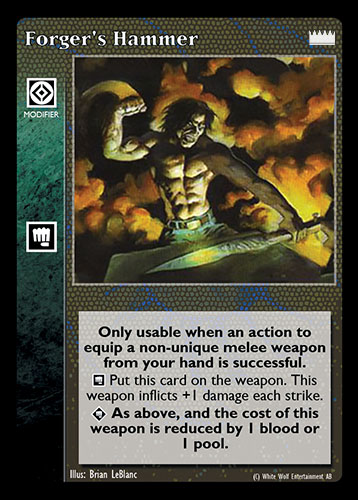 Forger's Hammer
MODIFIER
Only usable when an action to
equip a non-unique melee weapon
from your hand is successful.
Put this card on the weapon. This
weapon inflicts +1 damage each strike.
As above, and the cost of this
weapon is reduced by 1 blood or
1 pool.
Illus: Brian LeBlanc
(C) White Wolf Entertainment AB